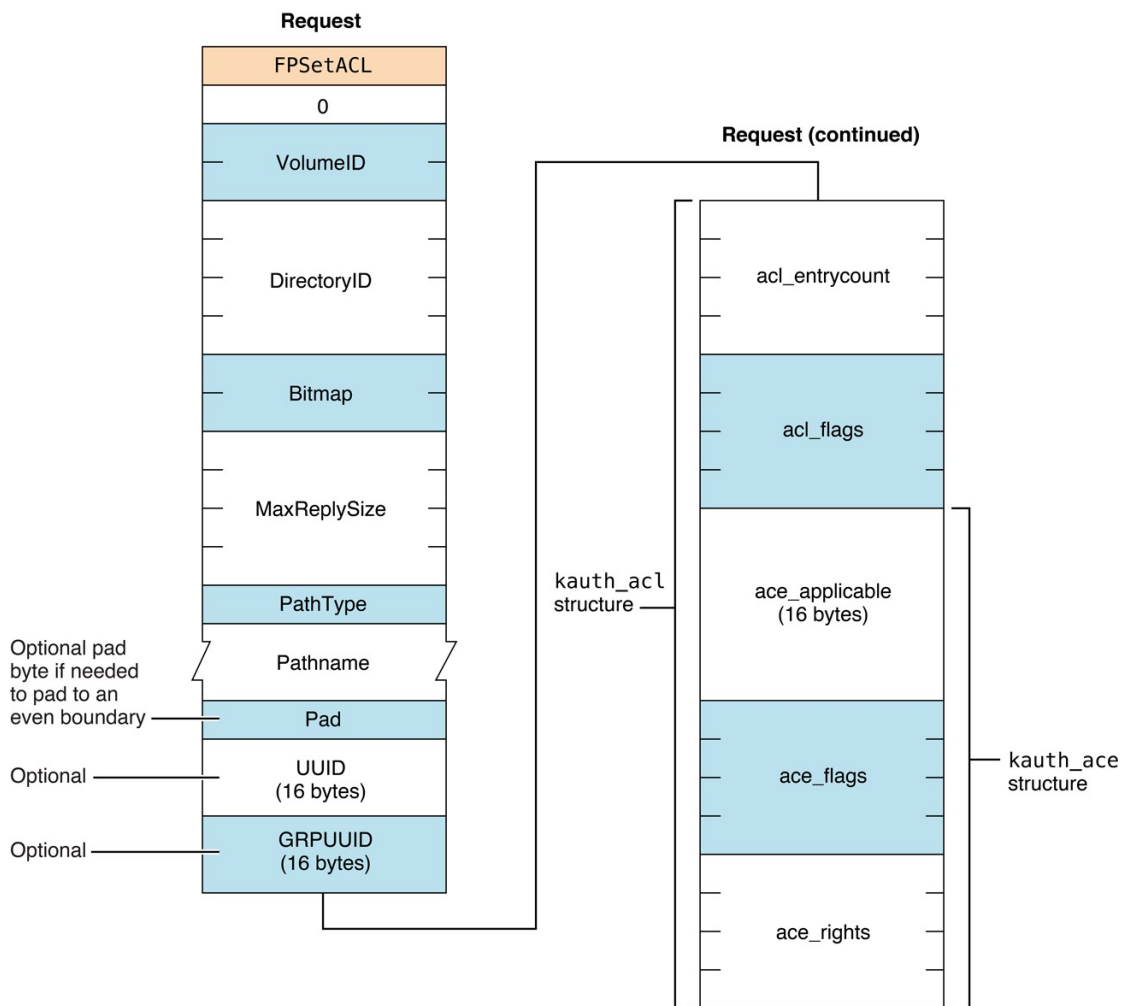 Request
FPSetACL
0
VolumeID
DirectoryID
Bitmap
MaxReplySize
PathType
Pathname
Optional pad
byte if needed
to pad to an
even boundary
Pad
Optional
UUID
(16 bytes)
Optional
GRPUUID
(16 bytes)
Request (continued)
acl_entrycount
acl_flags
kauth_acl
structure
ace_applicable
(16 bytes)
ace_flags
kauth_ace
structure
ace_rights